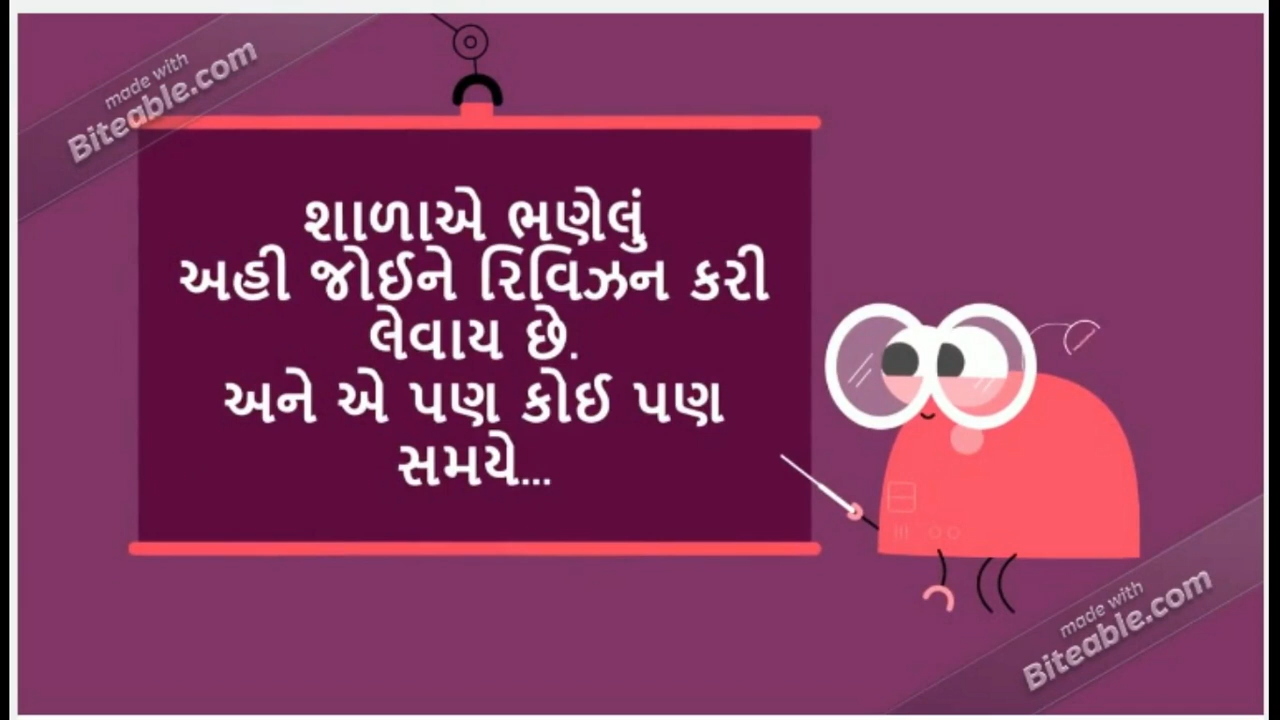 made with
Biteable.com
શાળાએ ભણેલું
અહી જોઈને રિવિઝન કરી
લેવાય છે.
અને એ પણ કોઈ પણ
સમયે...
made with
Biteable.com